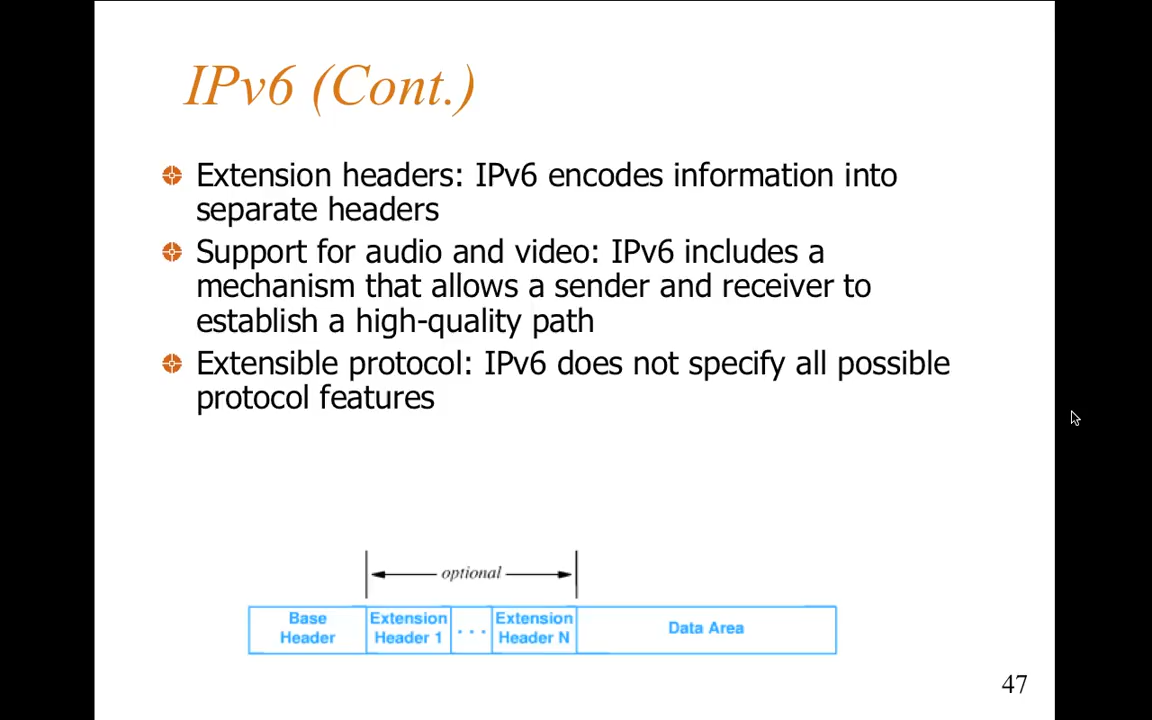 IPv6 (Cont.)
Extension headers: IPv6 encodes information into
separate headers
Support for audio and video: IPv6 includes a
mechanism that allows a sender and receiver to
establish a high-quality path
Extensible protocol: IPv6 does not specify all possible
protocol features
optional
Base
Header
Extension
Header 1
. . .
Extension
Header N
Data Area
47